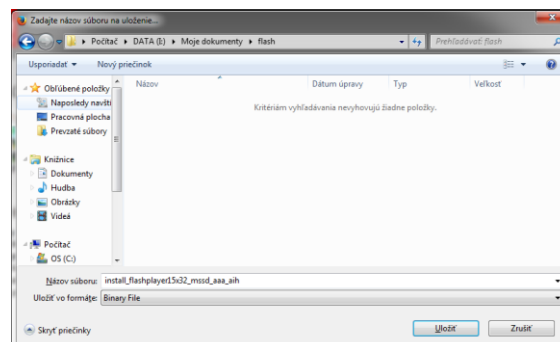 Zadajte názov súboru na uloženie...
Počítač ▸ DATA (I:) ▸ Moje dokumenty ▸ flash
Prehľadávať: flash
Usporiadať
Nový priečinok
Obľúbené položky
Naposledy navští
Pracovná plocha
Prevzaté súbory
Knižnice
Dokumenty
Hudba
Obrázky
Videá
Počítač
OS (C:)
Názov
Dátum úpravy
Typ
Veľkosť
Kritériám vyhľadávania nevyhovujú žiadne položky.
Názov súboru: install_flashplayer15x32_mssd_aaa_aih
Uložiť vo formáte: Binary File
Skryť priečinky
Uložiť
Zrušiť